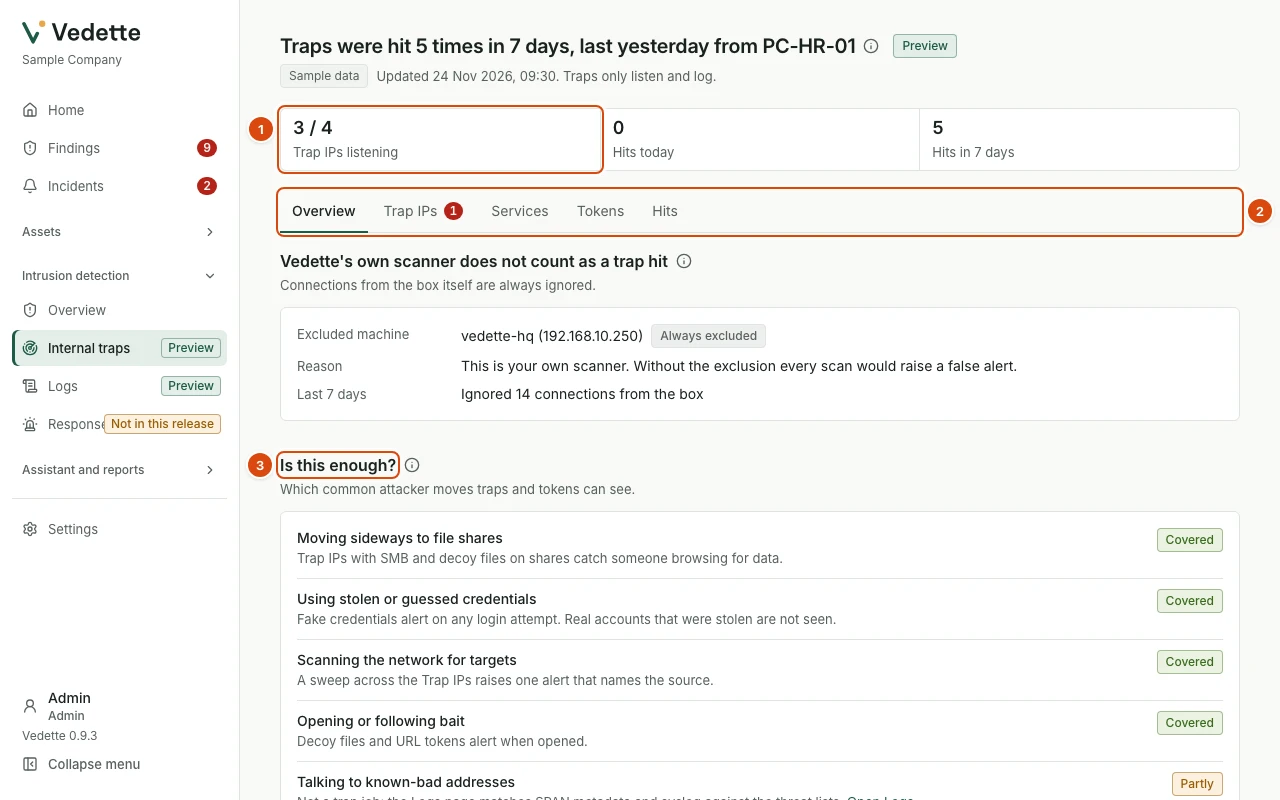 Vedette
Sample Company
Home
Findings 9
Incidents 2
Assets
Intrusion detection
Overview
Internal traps Preview
Logs Preview
Response Not in this release
Assistant and reports
Settings
Admin
Admin
Vedette 0.9.3
Collapse menu
Traps were hit 5 times in 7 days, last yesterday from PC-HR-01 Preview
Sample data Updated 24 Nov 2026, 09:30. Traps only listen and log.
1
3 / 4
Trap IPs listening
0
Hits today
5
Hits in 7 days
Overview Trap IPs 1 Services Tokens Hits 2
Vedette's own scanner does not count as a trap hit
Connections from the box itself are always ignored.
Excluded machine vedette-hq (192.168.10.250) Always excluded
Reason This is your own scanner. Without the exclusion every scan would raise a false alert.
Last 7 days Ignored 14 connections from the box
3 Is this enough?
Which common attacker moves traps and tokens can see.
Moving sideways to file shares Covered
Trap IPs with SMB and decoy files on shares catch someone browsing for data.
Using stolen or guessed credentials Covered
Fake credentials alert on any login attempt. Real accounts that were stolen are not seen.
Scanning the network for targets Covered
A sweep across the Trap IPs raises one alert that names the source.
Opening or following bait Covered
Decoy files and URL tokens alert when opened.
Talking to known-bad addresses Partly